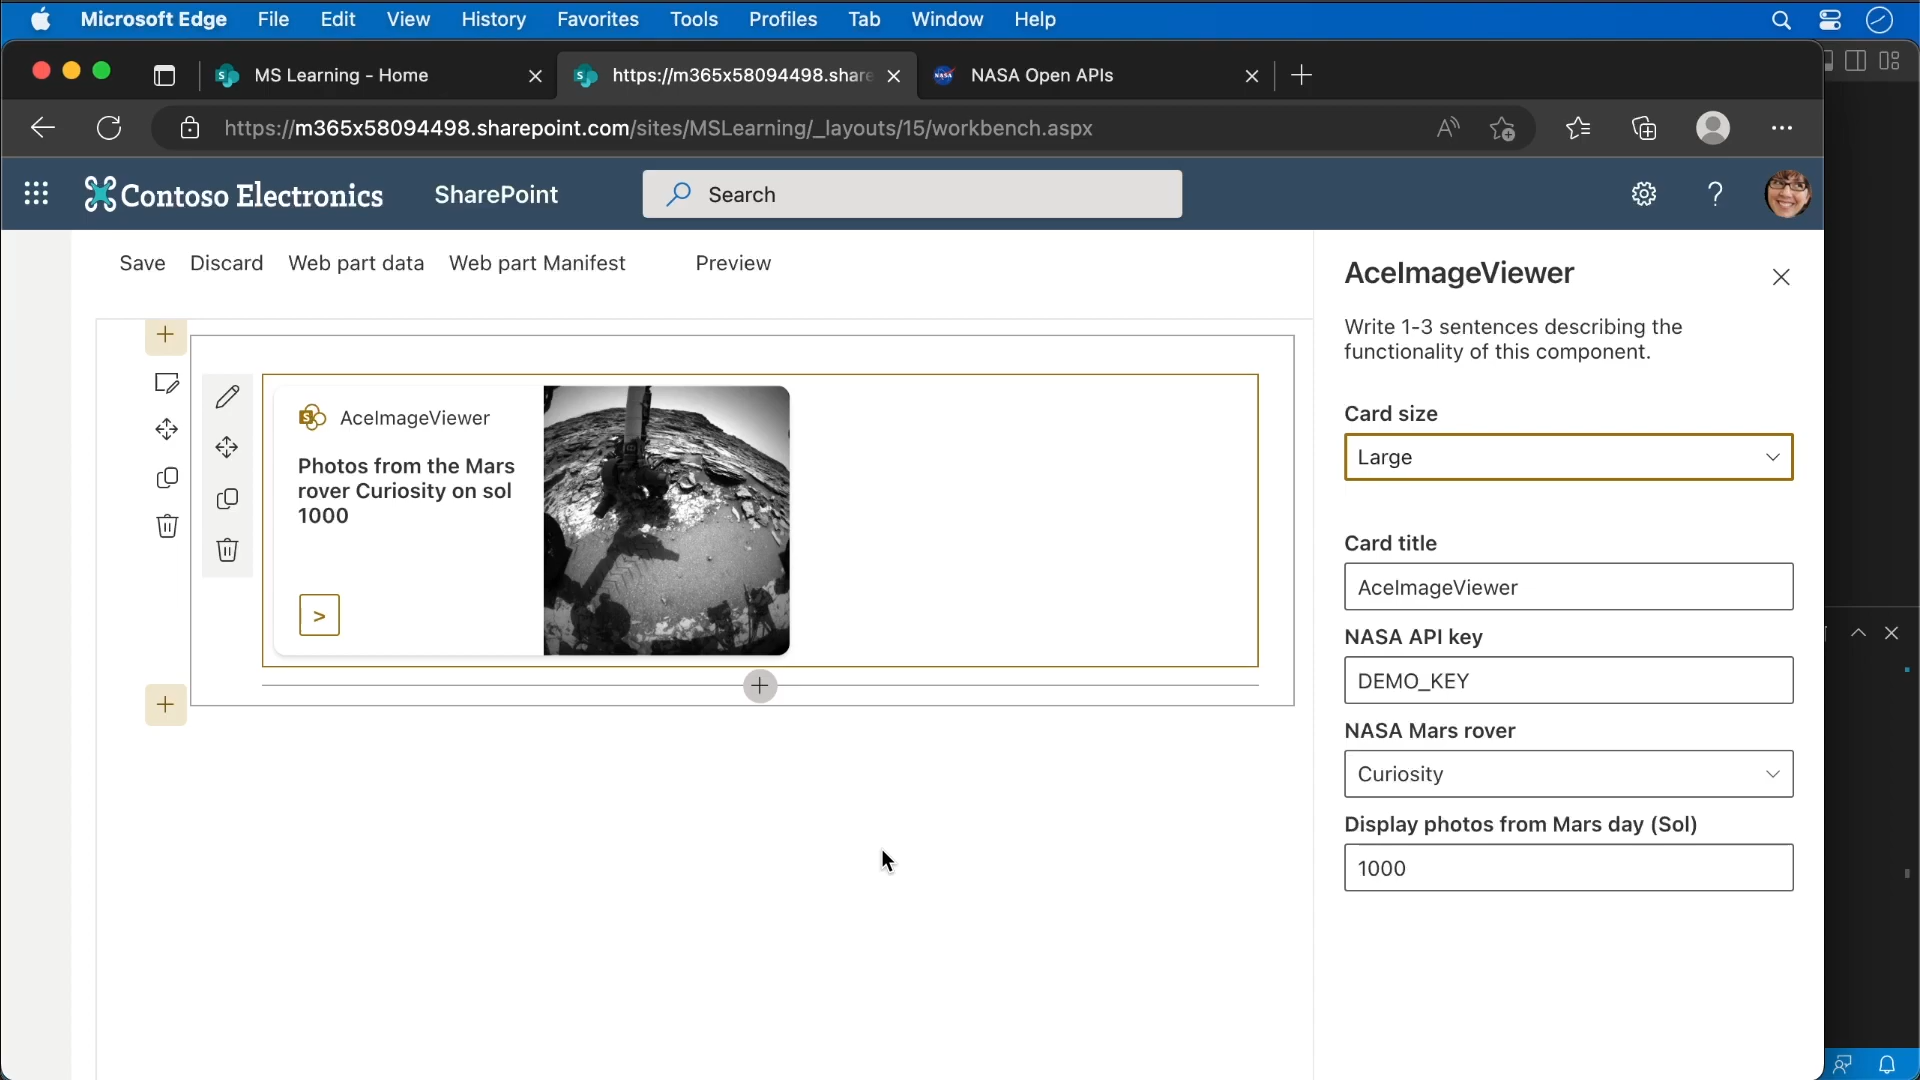 Microsoft Edge File Edit View History Favorites Tools Profiles Tab Window Help
MS Learning - Home
https://m365x58094498.share
NASA Open APIs
https://m365x58094498.sharepoint.com/sites/MSLearning/_layouts/15/workbench.aspx
Contoso Electronics SharePoint Search
Save Discard Web part data Web part Manifest Preview
AceImageViewer
Photos from the Mars
rover Curiosity on sol
1000
>
AceImageViewer
Write 1-3 sentences describing the
functionality of this component.
Card size
Large
Card title
AceImageViewer
NASA API key
DEMO_KEY
NASA Mars rover
Curiosity
Display photos from Mars day (Sol)
1000